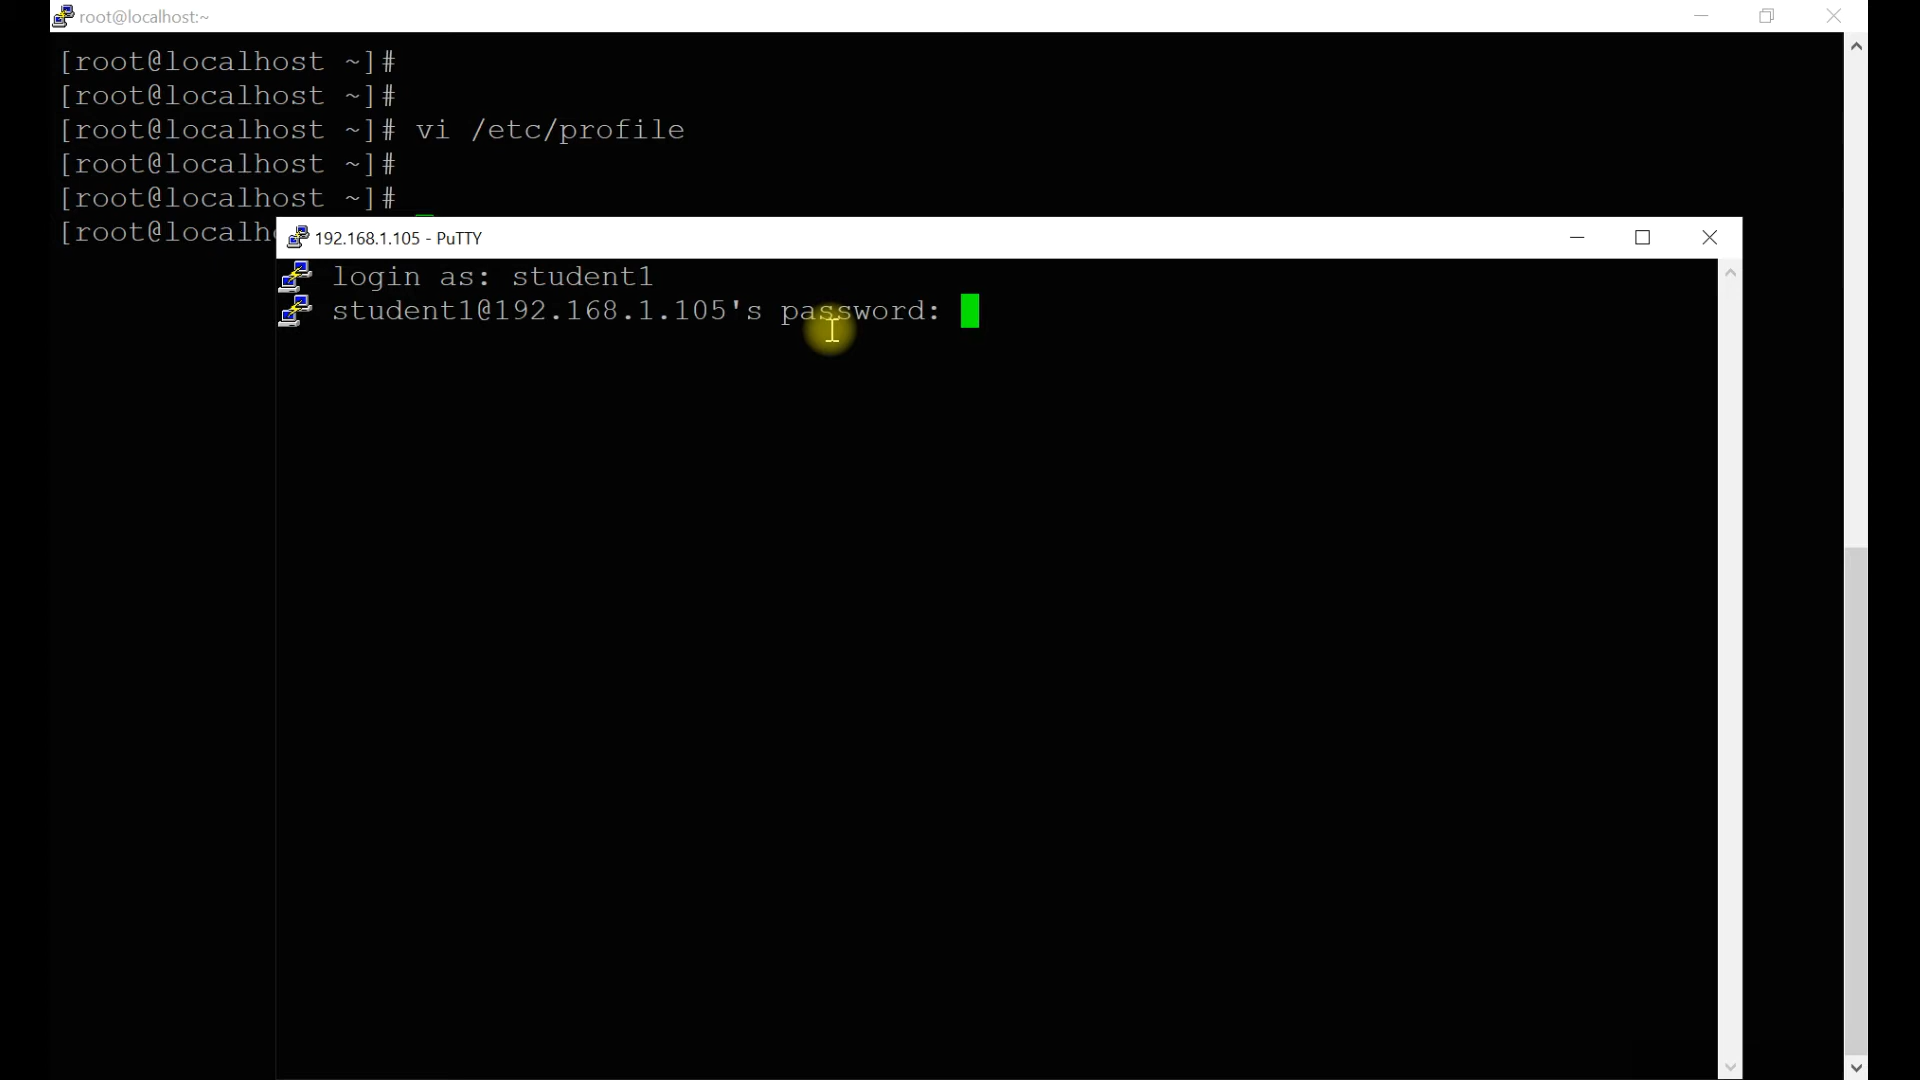 root@localhost:~
[root@localhost ~]#
[root@localhost ~]#
[root@localhost ~]# vi /etc/profile
[root@localhost ~]#
[root@localhost ~]#
[root@localh
192.168.1.105 - PuTTY
login as: student1
student1@192.168.1.105's password: